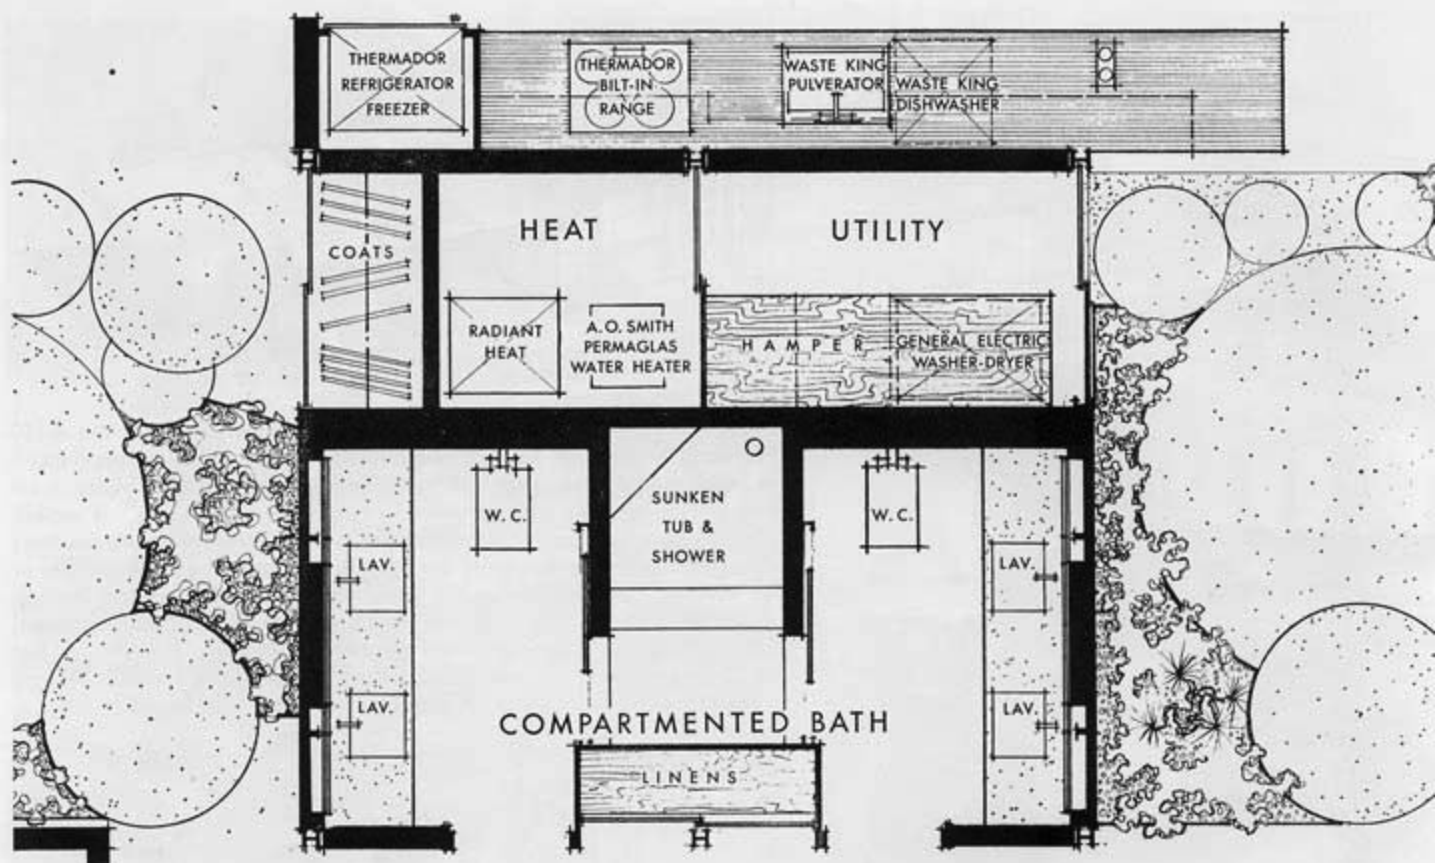 THERMADOR
REFRIGERATOR
FREEZER
THERMADOR
BILT-IN
RANGE
WASTE KING
PULVERATOR
WASTE KING
DISHWASHER
COATS
HEAT
UTILITY
RADIANT
HEAT
A.O. SMITH
PERMAGLAS
WATER HEATER
HAMPER
GENERAL ELECTRIC
WASHER-DRYER
W. C.
SUNKEN
TUB &
SHOWER
W. C.
LAV.
LAV.
LAV.
LAV.
COMPARTMENTED BATH
LINENS